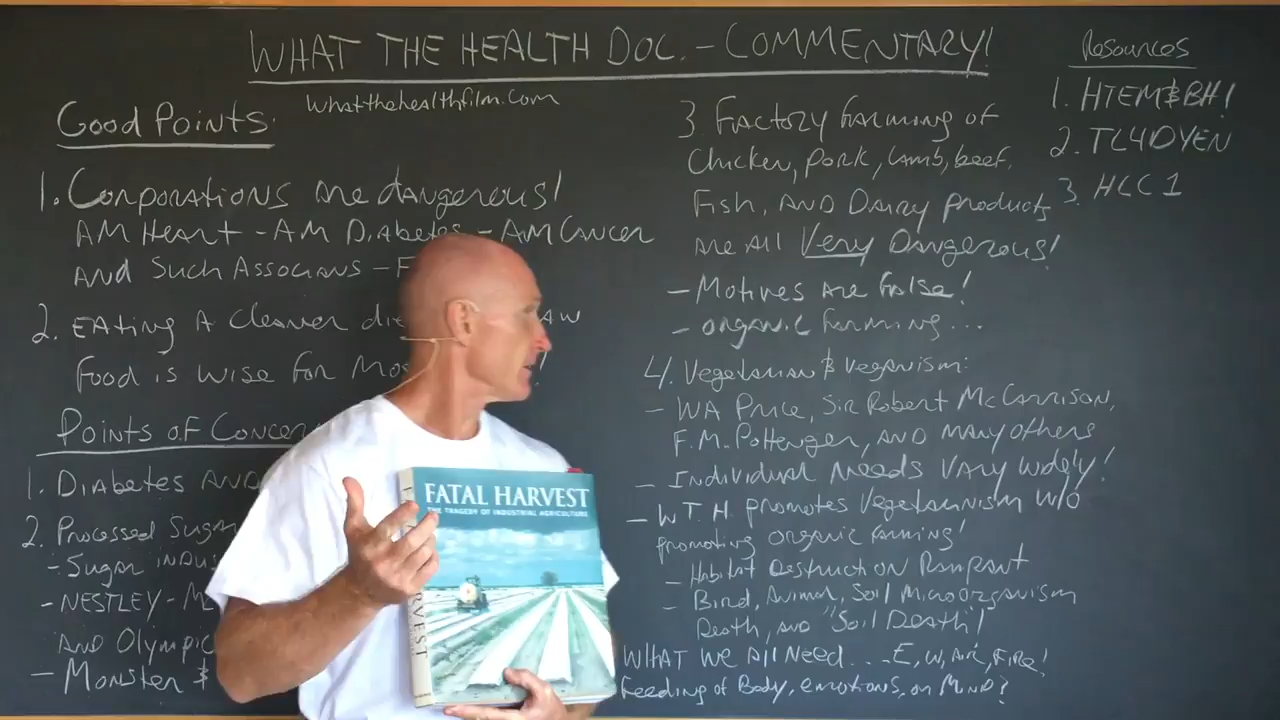 WHAT THE HEALTH DOC. - COMMENTARY!
whatthehealthfilm.com
Good Points:
1. Corporations are dangerous!
AM Heart - AM Diabetes - AM Cancer
AND Such Associans -
2. EAting A Cleaner
Food is wise for
Points of Concer
1. Diabetes AND
2. Processed Sugar
- Sugar
- NESTLEY -
AND Olympic
- Monster &
3. Factory farming of
Chicken, pork, lamb, beef,
Fish, AND Dairy products
are All Very Dangerous!
- Motives are false!
- organic farming...
4. Vegetarian & Veganism:
- WA Price, Sir Robert McCarrison,
F.M. Pottenger, AND MANY others
- Individual Needs Vary widely!
- W.T.H. promotes Vegetarianism w/o
promoting organic farming!
- Habitat Destruction Rampant
- Bird, Animal, Soil Microorganism
Death, AND "Soil Death"!
WHAT WE All NEED....E, W, Air, Fire!
Feeding of Body, emotions, or MIND?
Resources
1. HTEM&BH!
2. TL4DYEN
3. HCC 1
FATAL HARVEST
THE TRAGEDY OF INDUSTRIAL AGRICULTURE